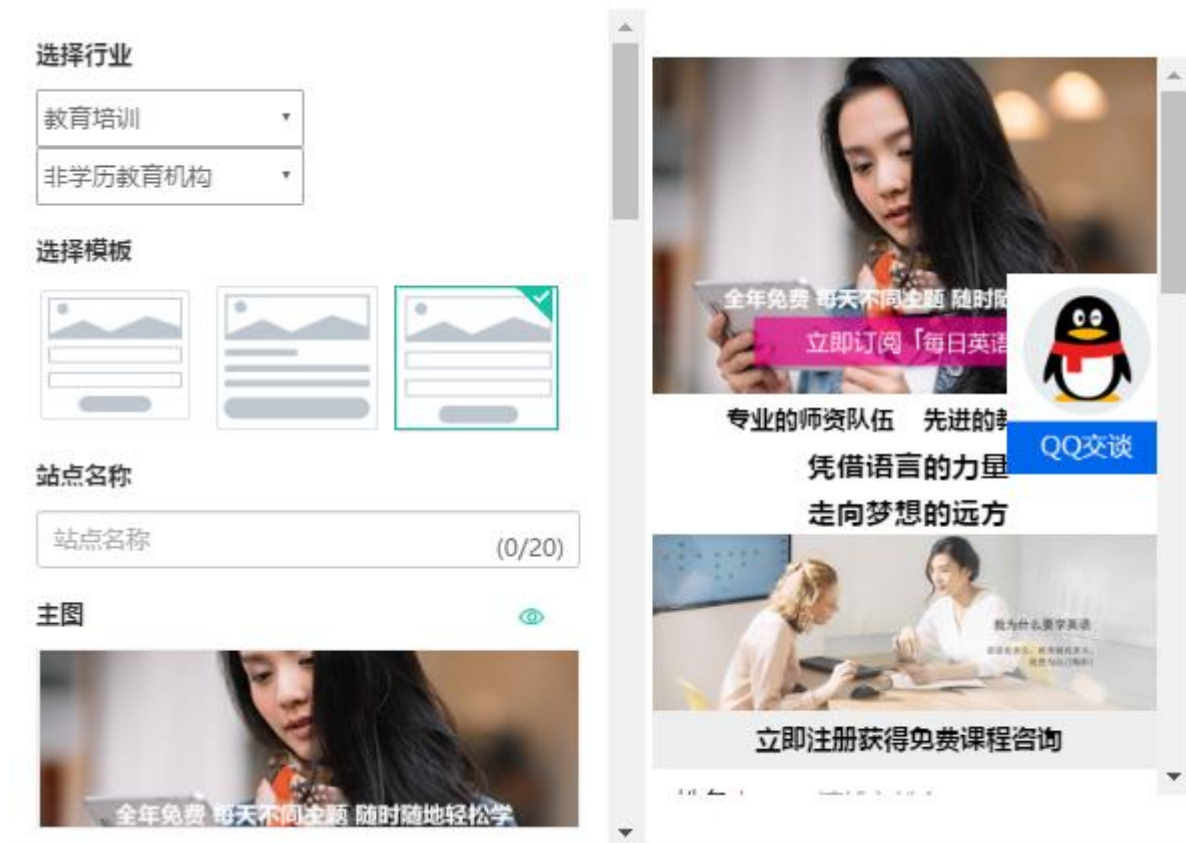 选择行业
教育培训
非学历教育机构
选择模板
站点名称
站点名称
(0/20)
主图
全年免费 每天不同主题 随时随地轻松学
全年免费 每天不同主题 随时
立即订阅「每日英语
专业的师资队伍 先进的
QQ交谈
凭借语言的力量
走向梦想的远方
我为什么要学英语
立即注册获得免费课程咨询